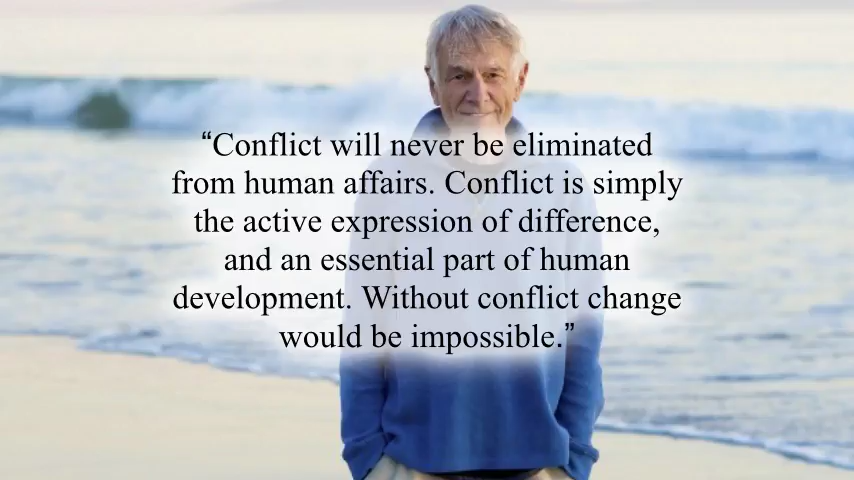 “Conflict will never be eliminated
from human affairs. Conflict is simply
the active expression of difference,
and an essential part of human
development. Without conflict change
would be impossible.”